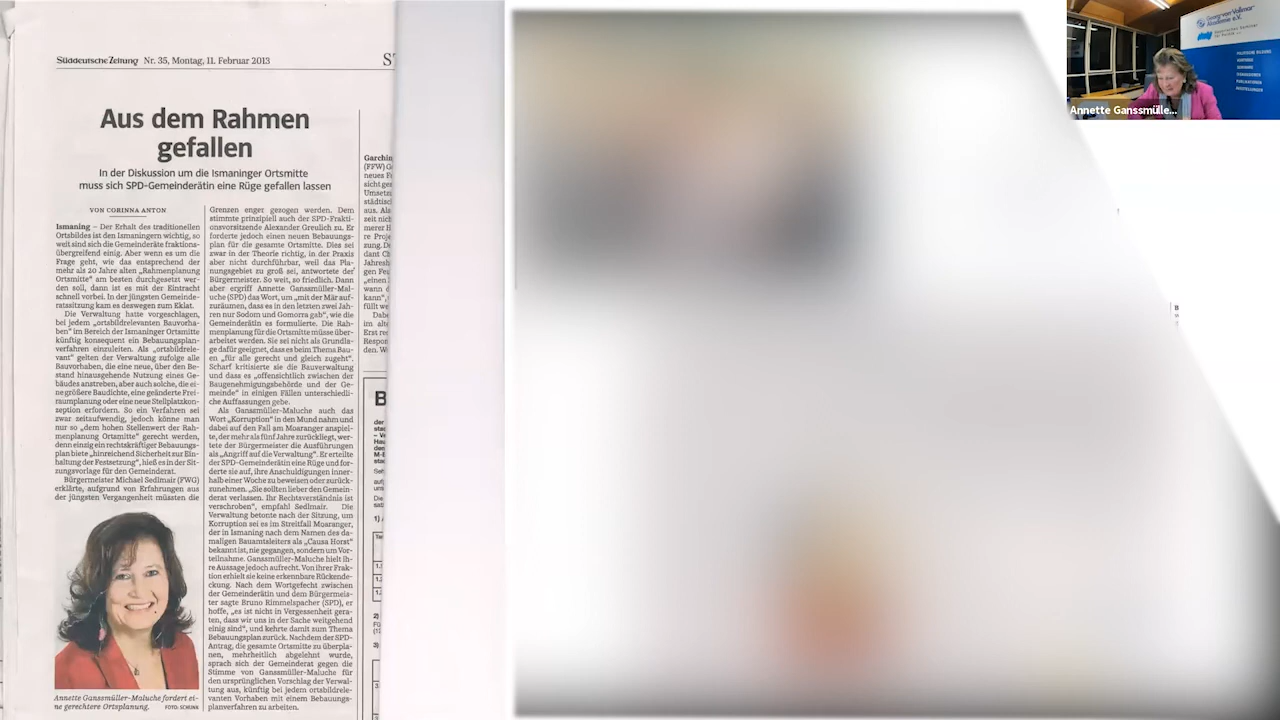 Süddeutsche Zeitung Nr. 35, Montag, 11. Februar 2013
Aus dem Rahmen
gefallen
In der Diskussion um die Ismaninger Ortsmitte
muss sich SPD-Gemeinderätin eine Rüge gefallen lassen
VON CORINNA ANTON
Ismaning – Der Erhalt des traditionellen
Ortsbildes ist den Ismaningern wichtig, so
weit sind sich die Gemeinderäte fraktions-
übergreifend einig. Aber wenn es um die
Frage geht, wie das entsprechend der
mehr als 20 Jahre alten „Rahmenplanung
Ortsmitte“ am besten durchgesetzt wer-
den soll, dann ist es mit der Eintracht
schnell vorbei. In der jüngsten Gemeinde-
ratssitzung kam es deswegen zum Eklat.
Die Verwaltung hatte vorgeschlagen,
bei jedem „ortsbildrelevanten Bauvorha-
ben“ im Bereich der Ismaninger Ortsmitte
künftig konsequent ein Bebauungsplan-
verfahren einzuleiten. Als „ortsbildrele-
vant“ gelten der Verwaltung zufolge alle
Bauvorhaben, die eine neue, über den Be-
stand hinausgehende Nutzung eines Ge-
bäudes anstreben, aber auch solche, die ei-
ne größere Baudichte, eine geänderte Frei-
raumplanung oder eine neue Stellplatzkon-
zeption erfordern. So ein Verfahren sei
zwar zeitaufwendig, jedoch könne man
nur so „dem hohen Stellenwert der Rah-
menplanung Ortsmitte“ gerecht werden,
denn einzig ein rechtskräftiger Bebauungs-
plan biete „hinreichend Sicherheit zur Ein-
haltung der Festsetzung“, hieß es in der Sit-
zungsvorlage für den Gemeinderat.
Bürgermeister Michael Sedlmair (FWG)
erklärte, aufgrund von Erfahrungen aus
der jüngsten Vergangenheit müssten die
Annette Ganssmüller-Maluche fordert ei-
ne gerechtere Ortsplanung. FOTO: SCHUNK
Grenzen enger gezogen werden. Dem
stimmte prinzipiell auch der SPD-Frakti-
onsvorsitzende Alexander Greulich zu. Er
forderte jedoch einen neuen Bebauungs-
plan für die gesamte Ortsmitte. Dies sei
zwar in der Theorie richtig, in der Praxis
aber nicht durchführbar, weil das Pla-
nungsgebiet zu groß sei, antwortete der
Bürgermeister. So weit, so friedlich. Dann
aber ergriff Annette Ganssmüller-Mal-
uche (SPD) das Wort, um „mit der Mär auf-
zuräumen, dass es in den letzten zwei Jah-
ren nur Sodom und Gomorra gab“, wie die
Gemeinderätin es formulierte. Die Rah-
menplanung für die Ortsmitte müsse über-
arbeitet werden. Sie sei nicht als Grundla-
ge dafür geeignet, dass es beim Thema Bau-
en „für alle gerecht und gleich zugeht“.
Scharf kritisierte sie die Bauverwaltung
und dass es „offensichtlich zwischen der
Baugenehmigungsbehörde und der Ge-
meinde“ in einigen Fällen unterschiedli-
che Auffassungen gebe.
Als Ganssmüller-Maluche auch das
Wort „Korruption“ in den Mund nahm und
dabei auf den Fall am Moaranger anspiel-
te, der mehr als fünf Jahre zurückliegt, wer-
tete der Bürgermeister die Ausführungen
als „Angriff auf die Verwaltung“. Er erteilte
der SPD-Gemeinderätin eine Rüge und for-
derte sie auf, ihre Anschuldigungen inner-
halb einer Woche zu beweisen oder zurück-
zunehmen. „Sie sollten lieber den Gemein-
derat verlassen. Ihr Rechtsverständnis ist
verschroben“, empfahl Sedlmair. Die
Verwaltung betonte nach der Sitzung, um
Korruption sei es im Streitfall Moaranger,
der in Ismaning nach dem Namen des da-
maligen Bauamtsleiters als „Causa Horst“
bekannt ist, nie gegangen, sondern um Vor-
teilnahme. Ganssmüller-Maluche hielt ih-
re Aussage jedoch aufrecht. Von ihrer Frak-
tion erhielt sie keine erkennbare Rückende-
ckung. Nach dem Wortgefecht zwischen
der Gemeinderätin und dem Bürgermeis-
ter sagte Bruno Rimmelspacher (SPD), er
hoffe, „es ist nicht in Vergessenheit gera-
ten, dass wir uns in der Sache weitgehend
einig sind“, und kehrte damit zum Thema
Bebauungsplan zurück. Nachdem der SPD-
Antrag, die gesamte Ortsmitte zu überpla-
nen, mehrheitlich abgelehnt wurde,
sprach sich der Gemeinderat gegen die
Stimme von Ganssmüller-Maluche für
den ursprünglichen Vorschlag der Verwal-
tung aus, künftig bei jedem ortsbildrele-
vanten Vorhaben mit einem Bebauungs-
planverfahren zu arbeiten.
Garching
Georg von Vollmar
Akademie e.V.
POLITISCHE BILDUNG
SEMINARE
PUBLIKATIONEN
Annette Ganssmülle...